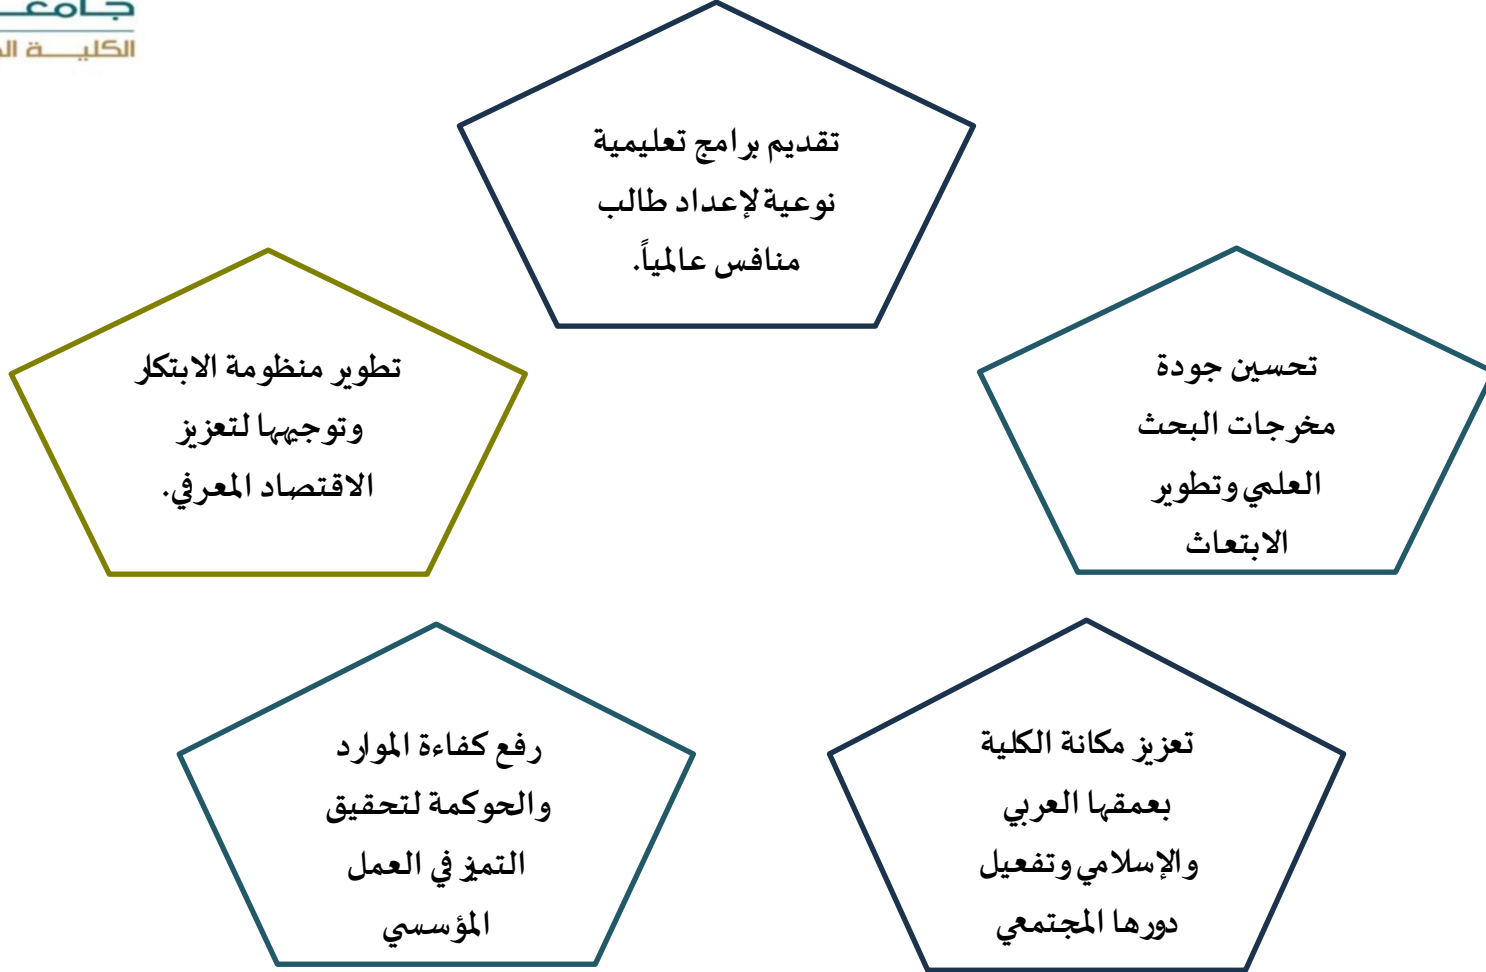 الكليـــة
تقديم برامج تعليمية
نوعية لإعداد طالب
منافس عالمياً.
تحسين جودة
مخرجات البحث
العلمي وتطوير
الابتعاث
تطوير منظومة الابتكار
وتوجيهها لتعزيز
الاقتصاد المعرفي.
تعزيز مكانة الكلية
بعمقها العربي
والإسلامي وتفعيل
دورها المجتمعي
رفع كفاءة الموارد
والحوكمة لتحقيق
التميز في العمل
المؤسسي